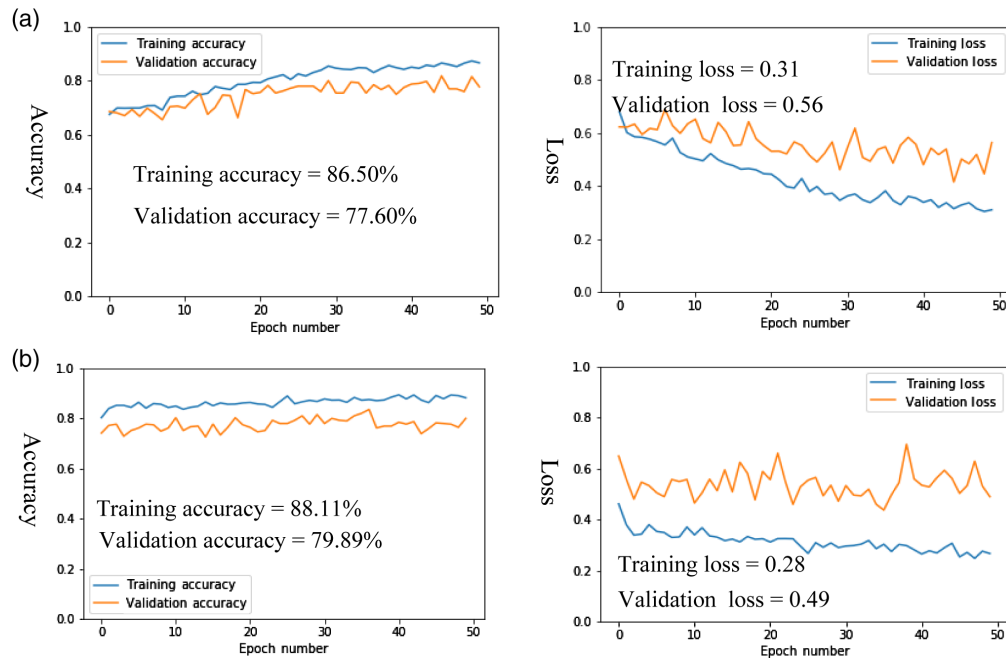 (a)
1.0
0.8
0.6
0.4
0.2
0.0
Accuracy
Training accuracy
Validation accuracy
Training accuracy = 86.50%
Validation accuracy = 77.60%
0 10 20 30 40 50
Epoch number
1.0
0.8
0.6
0.4
0.2
0.0
Loss
Training loss
Validation loss
Training loss = 0.31
Validation loss = 0.56
0 10 20 30 40 50
Epoch number
(b)
1.0
0.8
0.6
0.4
0.2
0.0
Accuracy
Training accuracy = 88.11%
Validation accuracy = 79.89%
Training accuracy
Validation accuracy
0 10 20 30 40 50
Epoch number
1.0
0.8
0.6
0.4
0.2
0.0
Loss
Training loss
Validation loss
Training loss = 0.28
Validation loss = 0.49
0 10 20 30 40 50
Epoch number